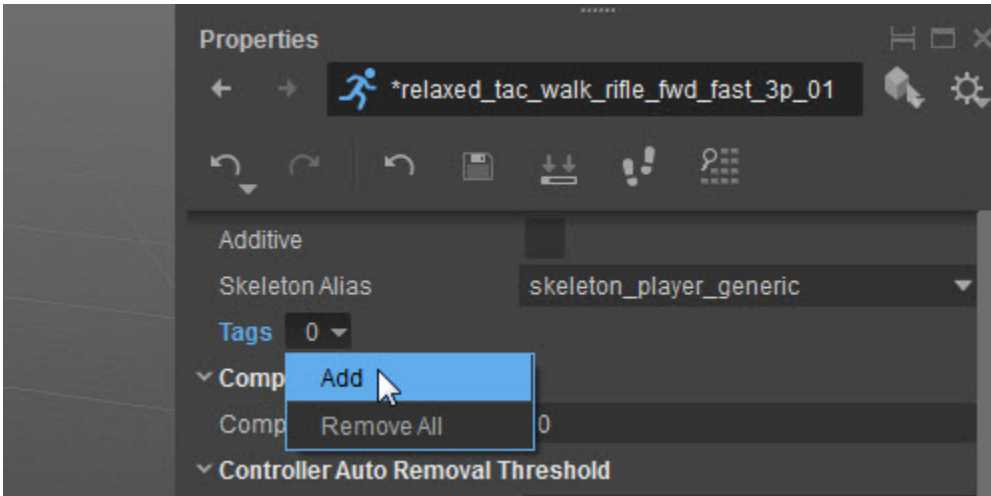 Properties
*relaxed_tac_walk_rifle_fwd_fast_3p_01
Additive
Skeleton Alias skeleton_player_generic
Tags 0
Comp Add
Comp Remove All 0
Controller Auto Removal Threshold